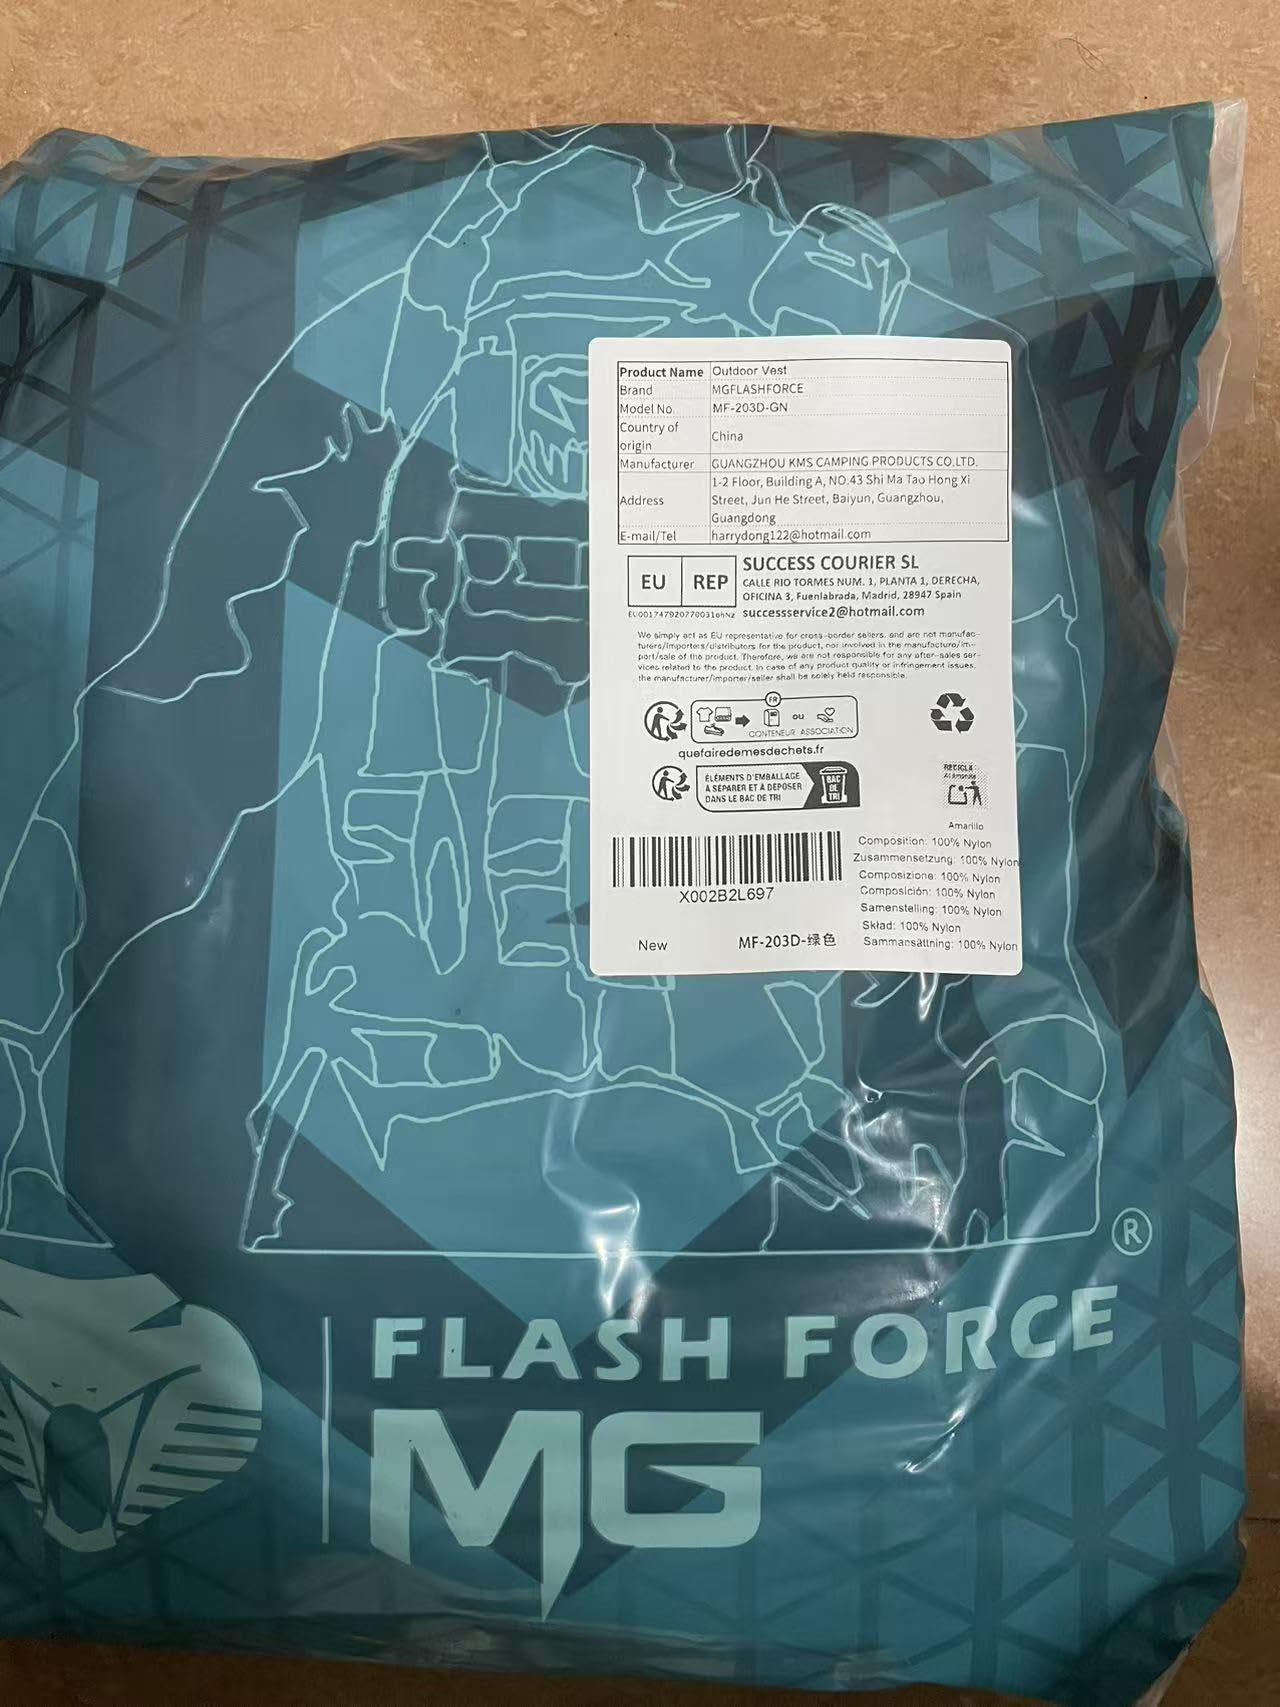 Product Name Outdoor Vest
Brand MGFLASHFORCE
Model No. MF-203D-GN
Country of
origin
China
Manufacturer GUANGZHOU KMS CAMPING PRODUCTS CO.LTD.
Address
1-2 Floor, Building A, NO.43 Shi Ma Tao Hong Xi
Street, Jun He Street, Baiyun, Guangzhou,
Guangdong
E-mail/Tel harrydong122@hotmail.com
EU REP
SUCCESS COURIER SL
CALLE RIO TORMES NUM. 1, PLANTA 1, DERECHA,
OFICINA 3, Fuenlabrada, Madrid, 28947 Spain
successservice2@hotmail.com
We simply act as EU representative for cross-border sellers, and are not manufac-
turers/importers/distributors for the product, nor involved in the manufacture/im-
port/sale of the product. Therefore, we are not responsible for any after-sales ser-
vices related to the product. In case of any product quality or infringement issues,
the manufacturer/importer/seller shall be solely held responsible.
FR
ou
CONTENEUR ASSOCIATION
quefairedemesdechets.fr
ÉLÉMENTS D'EMBALLAGE
À SÉPARER ET À DÉPOSER
DANS LE BAC DE TRI
BAC
DE
TRI
RECICLA
Al Amarillo
Amarillo
X002B2L697
New MF-203D-绿色
Composition: 100% Nylon
Zusammensetzung: 100% Nylon
Composizione: 100% Nylon
Composición: 100% Nylon
Samenstelling: 100% Nylon
Skład: 100% Nylon
Sammansättning: 100% Nylon
®
FLASH FORCE
MG